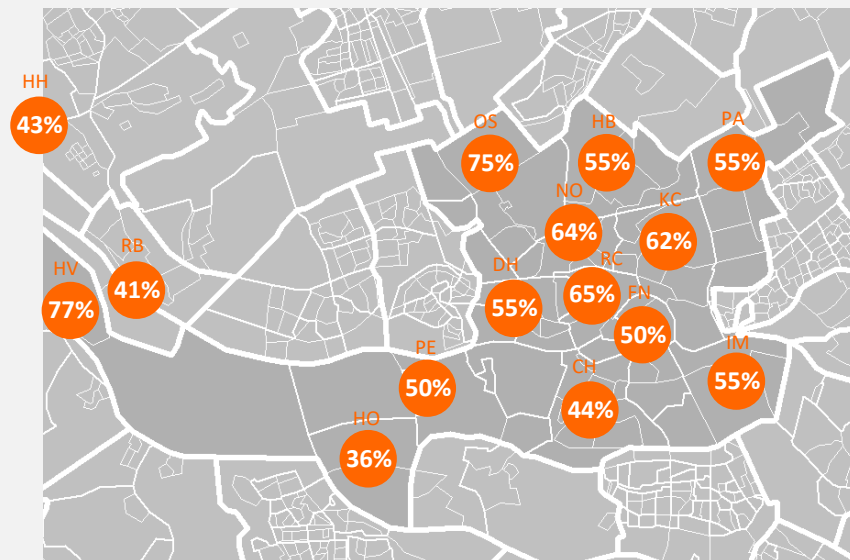 HH
43%
OS
75%
HB
55%
PA
55%
NO
64%
KC
62%
RB
41%
HV
77%
DH
55%
RC
65%
FN
50%
PE
50%
IM
55%
CH
44%
HO
36%